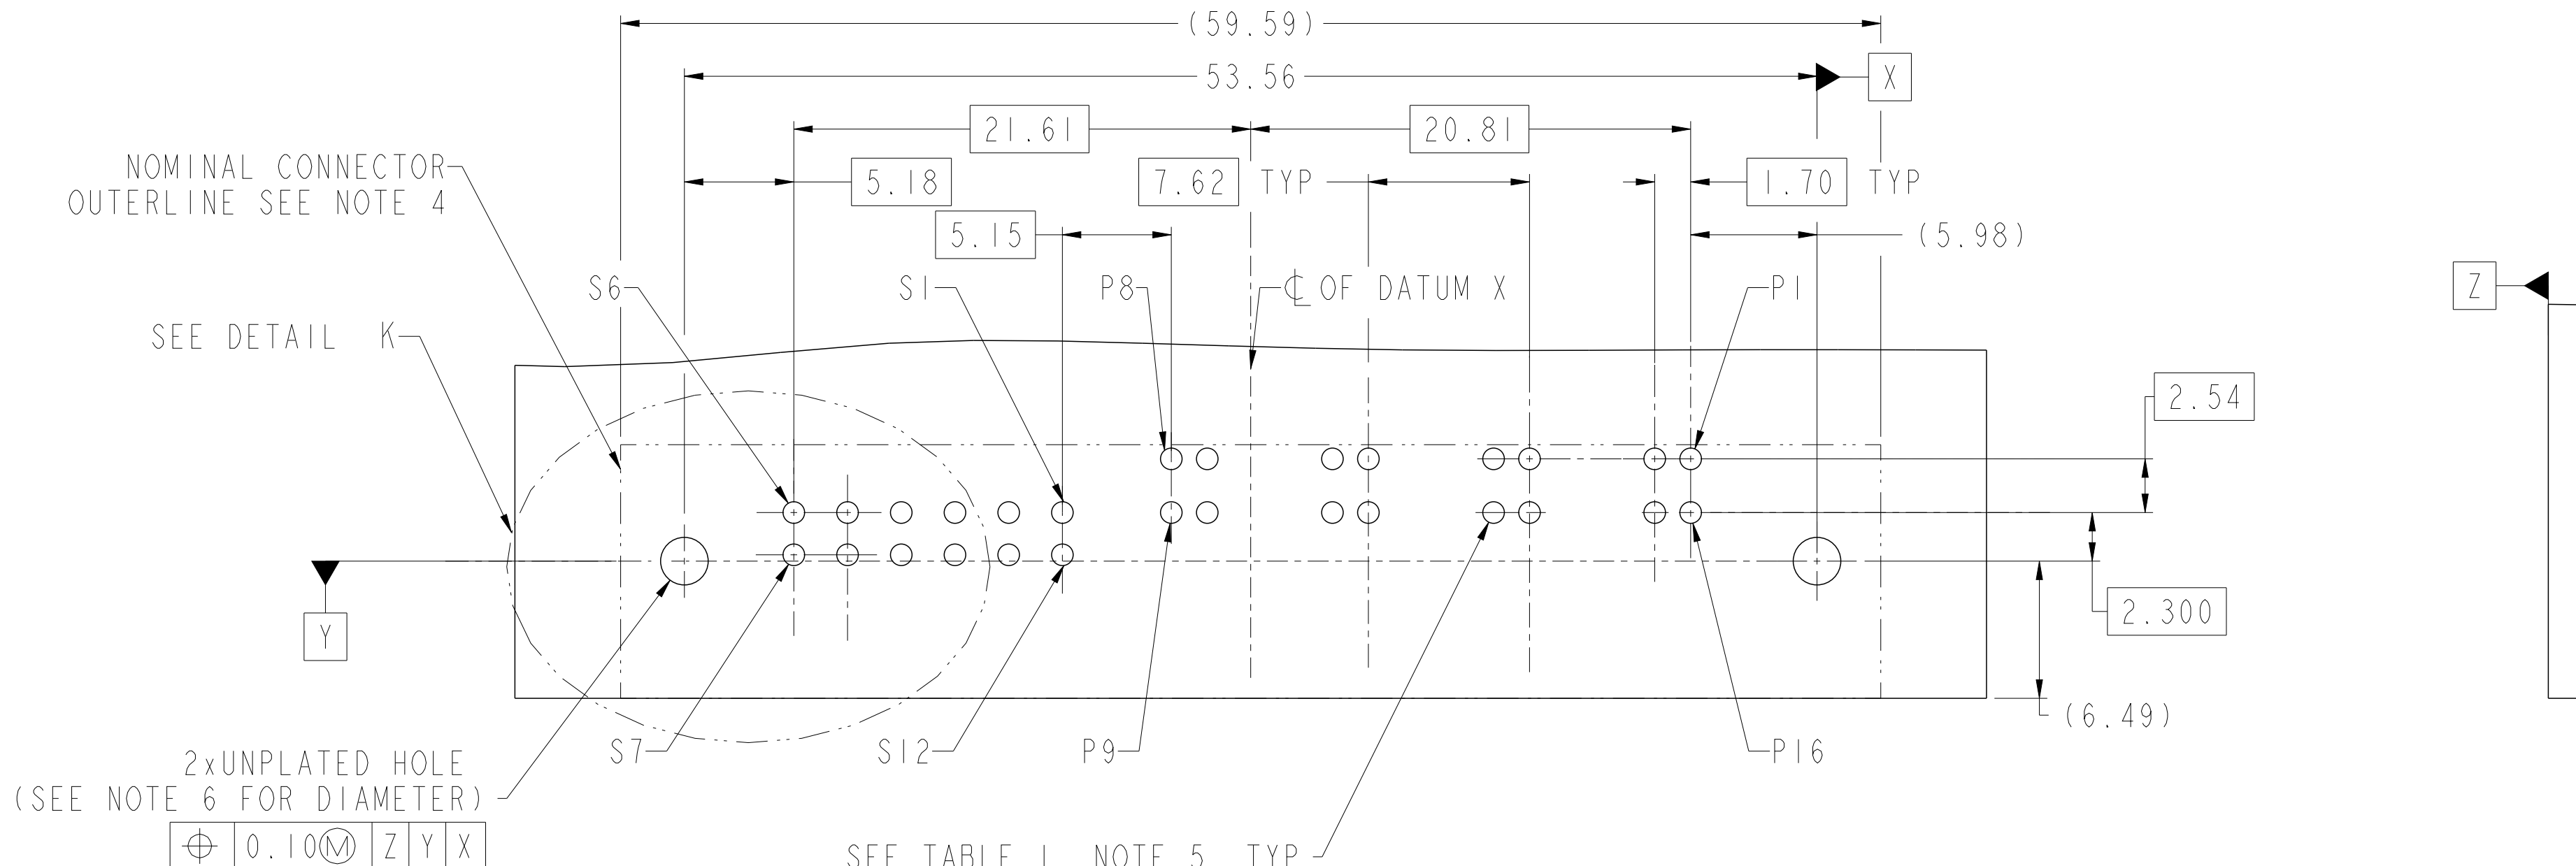 (59.59)
53.56
X
21.61
20.81
NOMINAL CONNECTOR
OUTERLINE SEE NOTE 4
5.18
7.62 TYP
1.70 TYP
5.15
(5.98)
S6
S1
P8
℄ OF DATUM X
P1
Z
SEE DETAIL K
2.54
2.300
Y
(6.49)
S7
S12
P9
P16
2xUNPLATED HOLE
(SEE NOTE 6 FOR DIAMETER)
⌖ 0.10Ⓜ Z Y X
SEE TABLE 1 NOTE 5 TYP